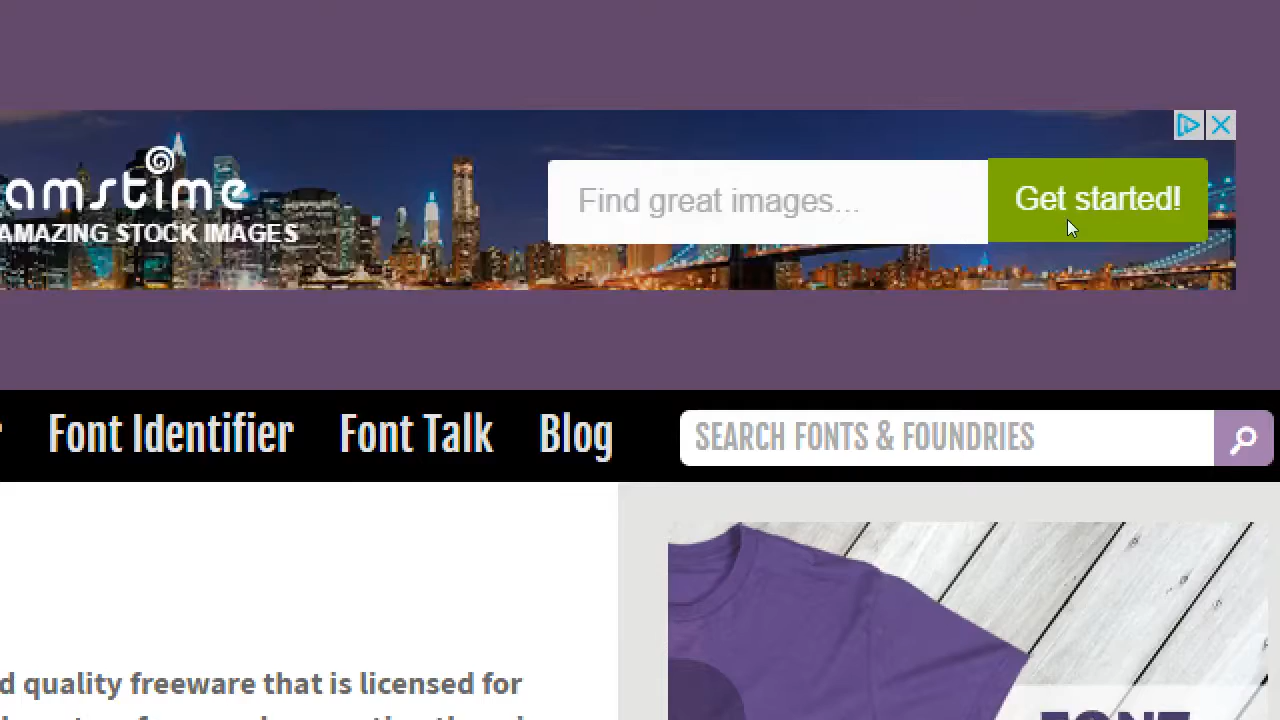 amstime
AMAZING STOCK IMAGES
Find great images...
Get started!
Font Identifier
Font Talk
Blog
SEARCH FONTS & FOUNDRIES
d quality freeware that is licensed for
FONT